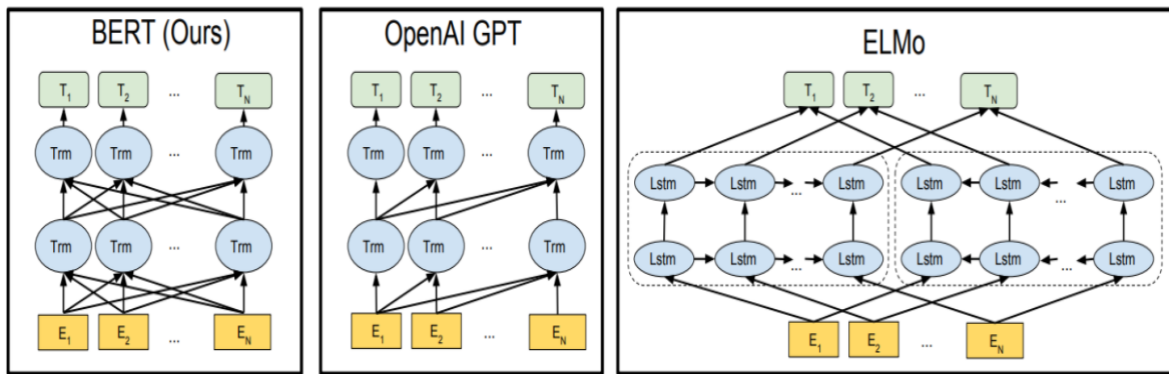 BERT (Ours)
T1 T2 ... TN
Trm Trm ... Trm
Trm Trm ... Trm
E1 E2 ... EN
OpenAI GPT
T1 T2 ... TN
Trm Trm ... Trm
Trm Trm ... Trm
E1 E2 ... EN
ELMo
T1 T2 ... TN
Lstm Lstm ... Lstm Lstm Lstm ... Lstm
Lstm Lstm ... Lstm Lstm Lstm ... Lstm
E1 E2 ... EN